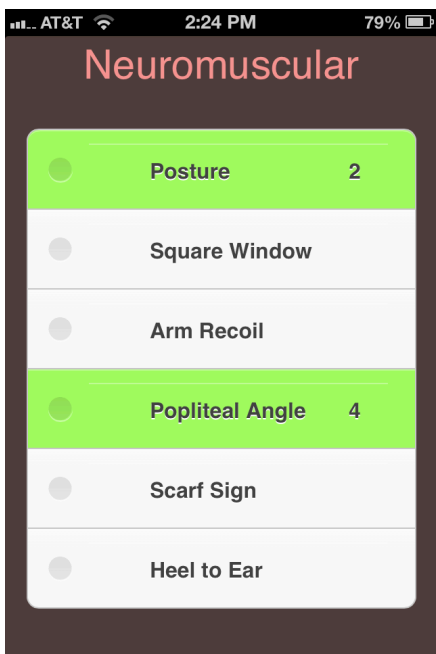 AT&T 2:24 PM 79%
Neuromuscular
Posture 2
Square Window
Arm Recoil
Popliteal Angle 4
Scarf Sign
Heel to Ear